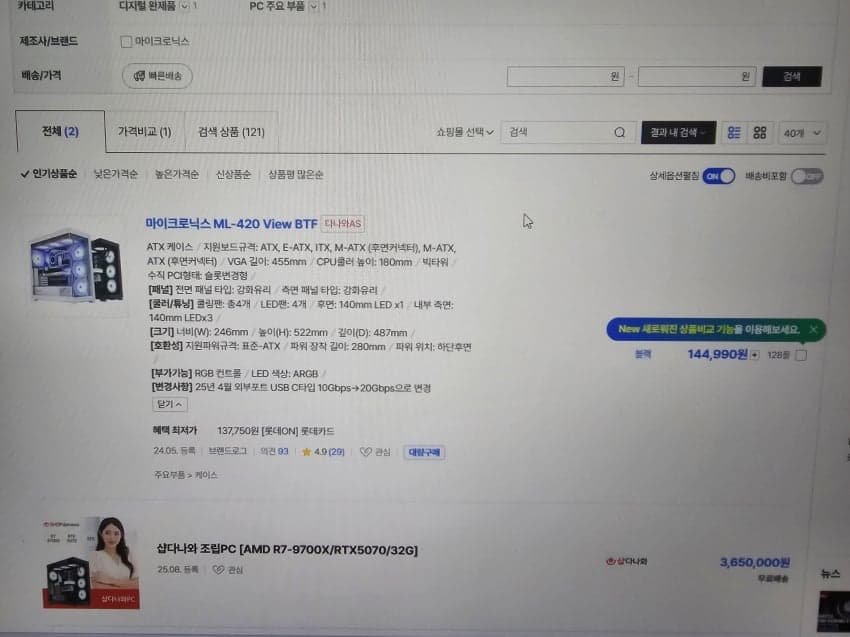 카테고리 디지털 완제품 1 PC 주요 부품 1
제조사/브랜드 마이크로닉스
배송/가격 빠른배송 원 - 원 검색
전체 (2) 가격비교 (1) 검색 상품 (121) 쇼핑몰 선택 검색 결과 내 검색 40개
인기상품순 낮은가격순 높은가격순 신상품순 상품평 많은순 상세옵션펼침 ON 배송비포함 OFF
마이크로닉스 ML-420 View BTF 다나와AS
ATX 케이스 / 지원보드규격: ATX, E-ATX, ITX, M-ATX (후면커넥터), M-ATX,
ATX (후면커넥터) / VGA 길이: 455mm / CPU쿨러 높이: 180mm / 빅타워 /
수직 PCI형태: 슬롯변경형 /
[패널] 전면 패널 타입: 강화유리 / 측면 패널 타입: 강화유리 /
[쿨러/튜닝] 쿨링팬: 총4개 / LED팬: 4개 / 후면: 140mm LED x1 / 내부 측면:
140mm LEDx3 /
[크기] 너비(W): 246mm / 높이(H): 522mm / 깊이(D): 487mm /
[호환성] 지원파워규격: 표준-ATX / 파워 장착 길이: 280mm / 파워 위치: 하단후면
/
[부가기능] RGB 컨트롤 / LED 색상: ARGB /
[변경사항] 25년 4월 외부포트 USB C타입 10Gbps→20Gbps으로 변경
닫기
New 새로워진 상품비교 기능을 이용해보세요.
블랙 144,990원 128몰
혜택 최저가 137,750원 [롯데ON] 롯데카드
24.05. 등록 브랜드로그 의견 93 4.9 (29) 관심 대량구매
주요부품 > 케이스
샵다나와 조립PC [AMD R7-9700X/RTX5070/32G]
25.08. 등록 관심
샵다나와 3,650,000원
무료배송
샵다나와PC
뉴스